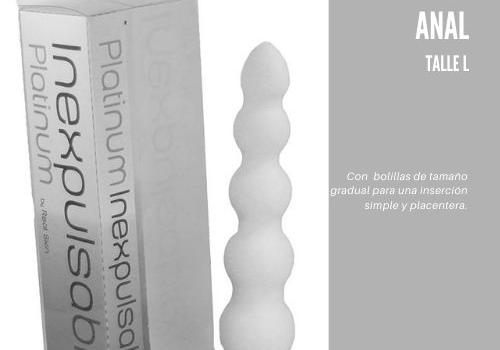 ANAL
TALLE L
Con bolillas de tamaño
gradual para una inserción
simple y placentera.
Platinum
Inexpulsab
by Real Skin
Platinum
Inexpulsab